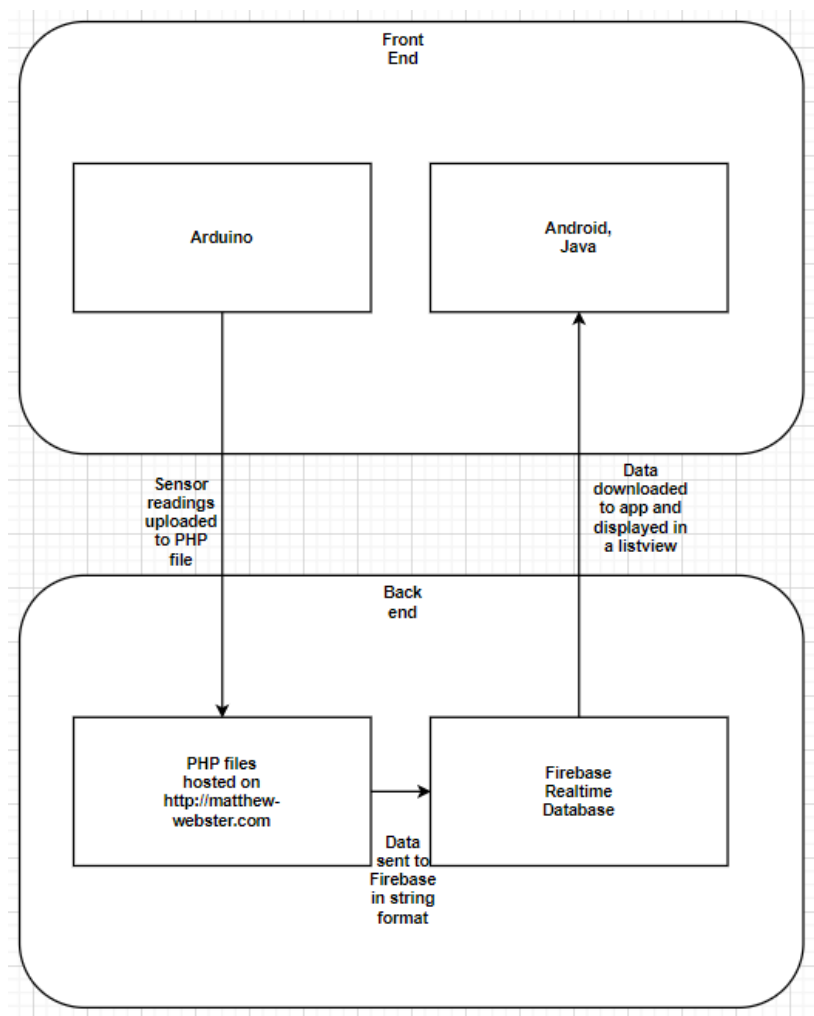 Front
End
Arduino
Android,
Java
Sensor
readings
uploaded
to PHP
file
Data
downloaded
to app and
displayed in
a listview
Back
end
PHP files
hosted on
http://matthew-
webster.com
Firebase
Realtime
Database
Data
sent to
Firebase
in string
format